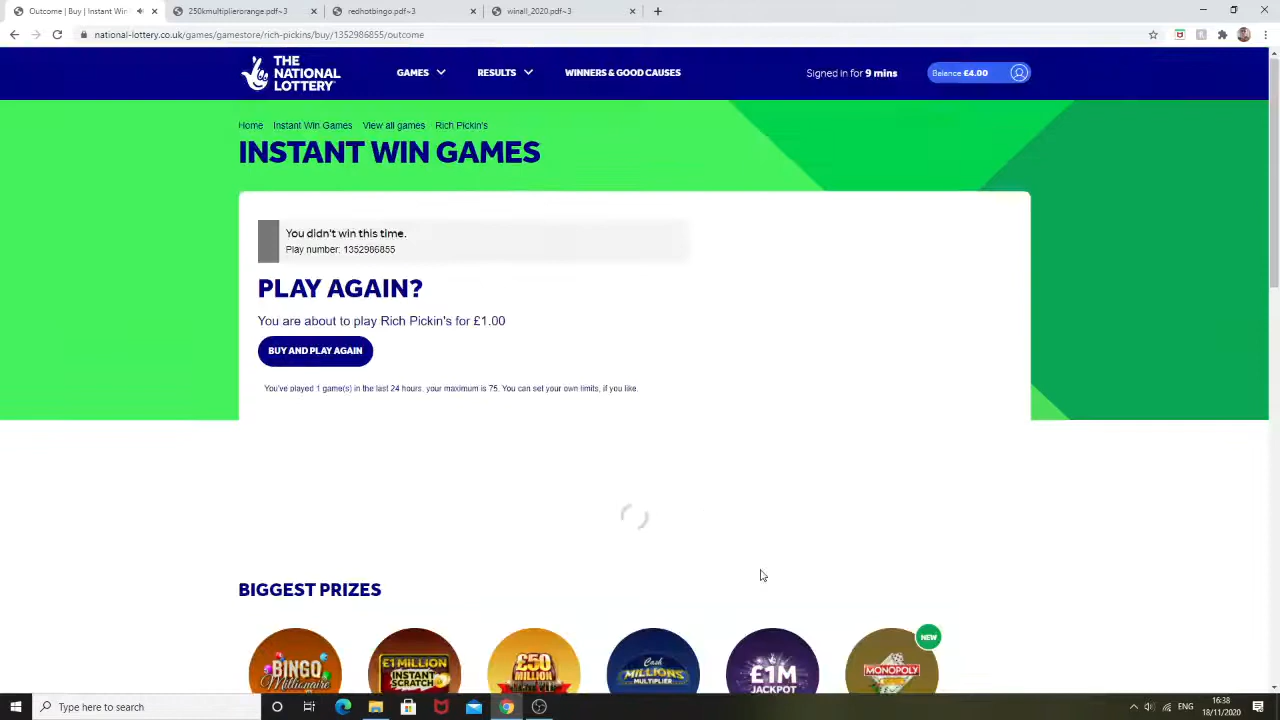 Outcome | Buy | Instant Win
250kmultiplierorange.pdf~3
redhotbingo.pdf~3
winall_2020.pdf~3
national-lottery.co.uk/games/gamestore/rich-pickins/buy/1352986855/outcome
THE
NATIONAL
LOTTERY
GAMES
RESULTS
WINNERS & GOOD CAUSES
Signed in for 9 mins
Balance £4.00
Home Instant Win Games View all games Rich Pickin's
INSTANT WIN GAMES
You didn't win this time.
Play number: 1352986855
PLAY AGAIN?
You are about to play Rich Pickin's for £1.00
BUY AND PLAY AGAIN
You've played 1 game(s) in the last 24 hours, your maximum is 75. You can set your own limits, if you like.
BIGGEST PRIZES
NEW
BINGO
Millionaire
£1 MILLION
INSTANT
SCRATCH
£50
MILLION
Cash
MILLIONS
MULTIPLIER
£1M
JACKPOT
MONOPOLY
Type here to search
ENG
16:38
18/11/2020